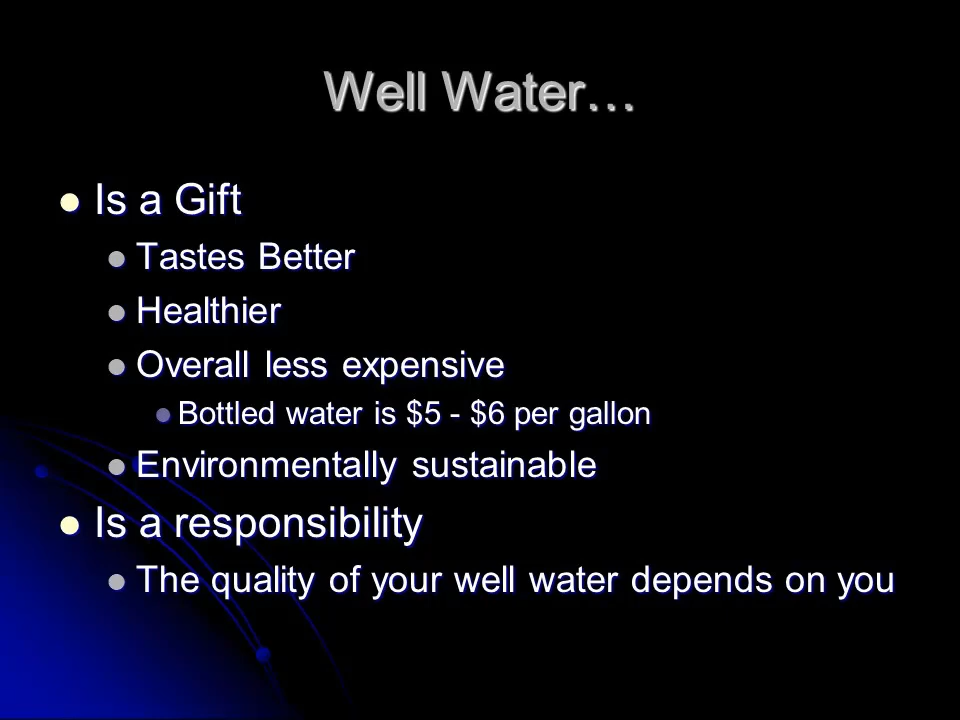 Well Water…
Is a Gift
Tastes Better
Healthier
Overall less expensive
Bottled water is $5 - $6 per gallon
Environmentally sustainable
Is a responsibility
The quality of your well water depends on you